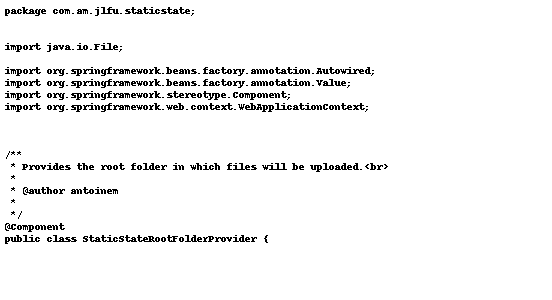 package com.am.jlfu.staticstate;
import java.io.File;
import org.springframework.beans.factory.annotation.Autowired;
import org.springframework.beans.factory.annotation.Value;
import org.springframework.stereotype.Component;
import org.springframework.web.context.WebApplicationContext;
/**
 * Provides the root folder in which files will be uploaded.<br>
 *
 * @author antoinem
 *
 */
@Component
public class StaticStateRootFolderProvider {